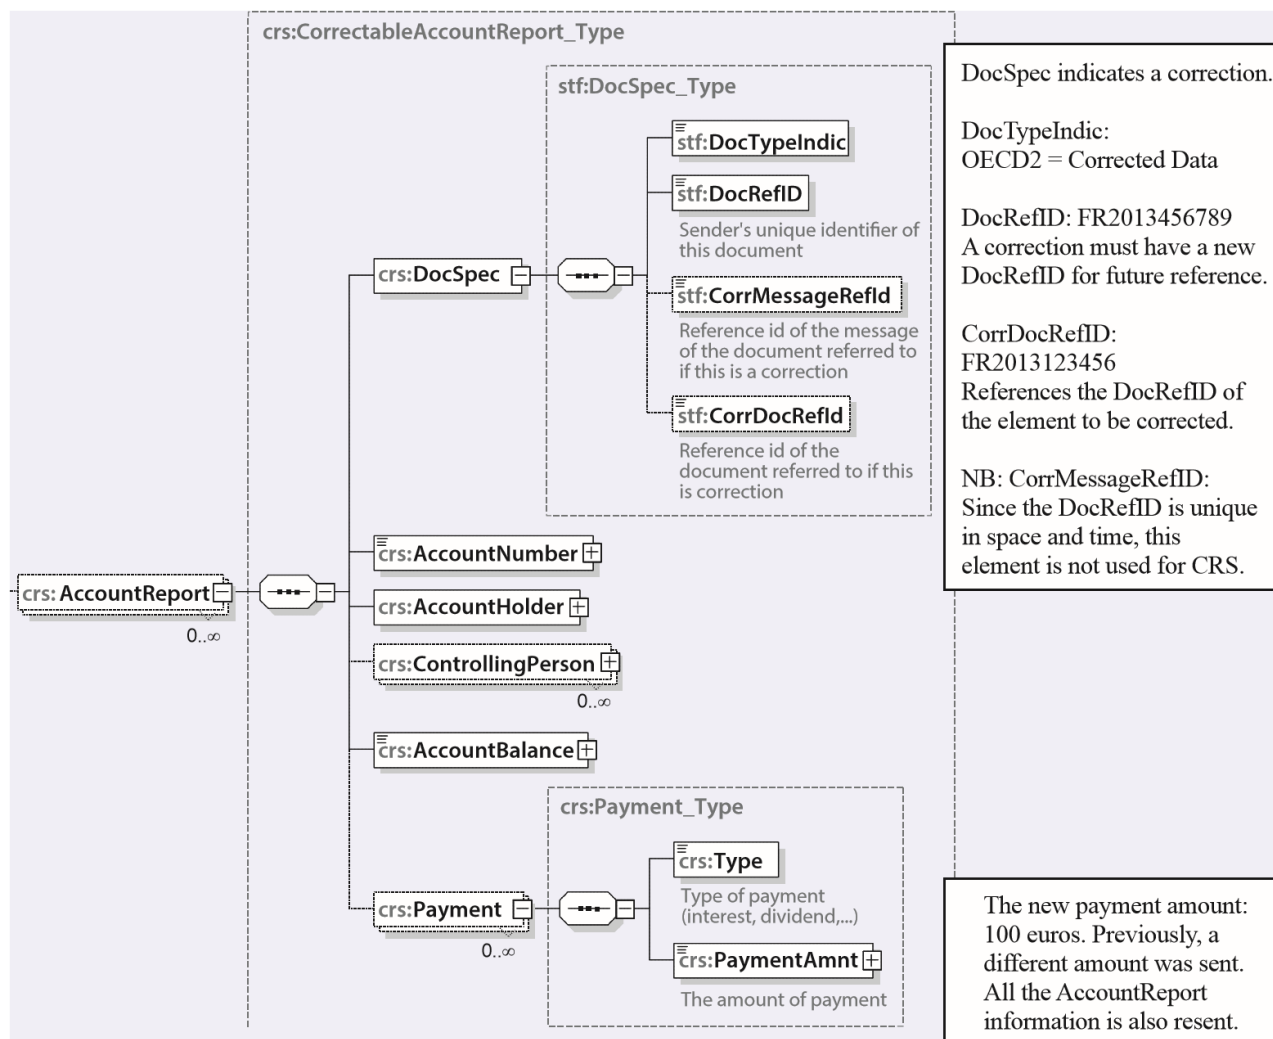 crs:CorrectableAccountReport_Type
stf:DocSpec_Type
stf:DocTypeIndic
stf:DocRefID
Sender's unique identifier of
this document
crs:DocSpec
stf:CorrMessageRefId
Reference id of the message
of the document referred to
if this is a correction
stf:CorrDocRefId
Reference id of the
document referred to if this
is correction
crs:AccountNumber
crs:AccountReport
0..∞
crs:AccountHolder
crs:ControllingPerson
0..∞
crs:AccountBalance
crs:Payment_Type
crs:Type
Type of payment
(interest, dividend,...)
crs:Payment
0..∞
crs:PaymentAmnt
The amount of payment
DocSpec indicates a correction.
DocTypeIndic:
OECD2 = Corrected Data
DocRefID: FR2013456789
A correction must have a new
DocRefID for future reference.
CorrDocRefID:
FR2013123456
References the DocRefID of
the element to be corrected.
NB: CorrMessageRefID:
Since the DocRefID is unique
in space and time, this
element is not used for CRS.
The new payment amount:
100 euros. Previously, a
different amount was sent.
All the AccountReport
information is also resent.